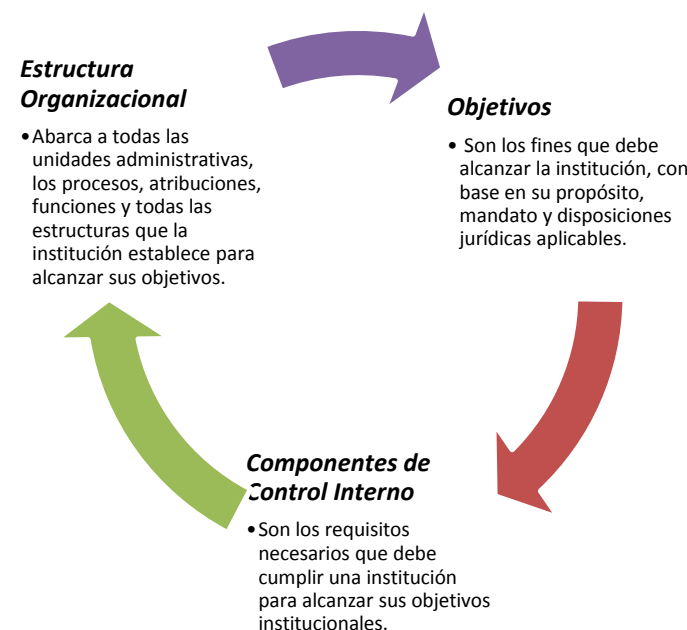 Estructura
Organizacional
•Abarca a todas las
unidades administrativas,
los procesos, atribuciones,
funciones y todas las
estructuras que la
institución establece para
alcanzar sus objetivos.
Objetivos
• Son los fines que debe
alcanzar la institución, con
base en su propósito,
mandato y disposiciones
jurídicas aplicables.
Componentes de
Control Interno
•Son los requisitos
necesarios que debe
cumplir una institución
para alcanzar sus objetivos
institucionales.